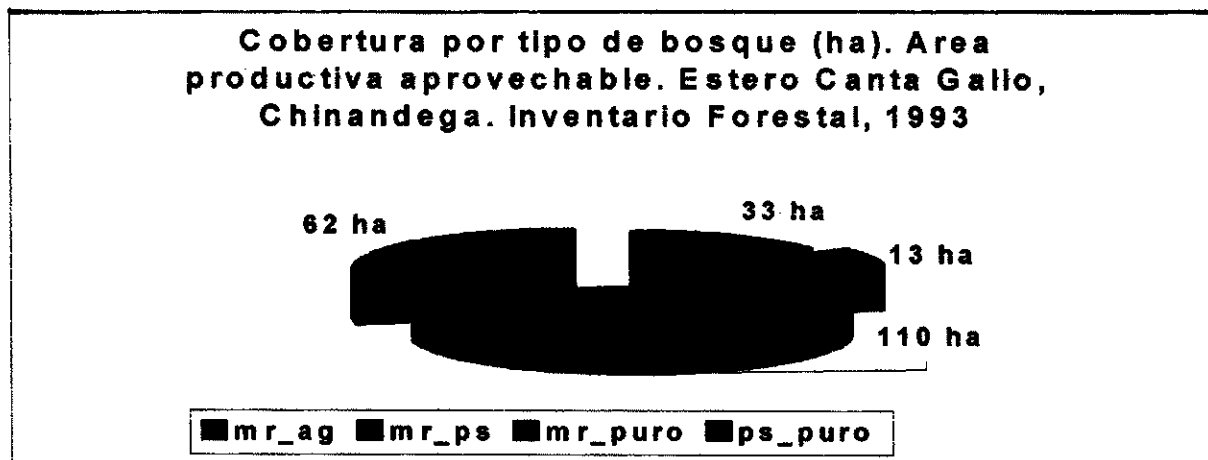 Cobertura por tipo de bosque (ha). Area
productiva aprovechable. Estero Canta Gallo,
Chinandega. Inventario Forestal, 1993
62 ha
33 ha
13 ha
110 ha
mr_ag mr_ps mr_puro ps_puro